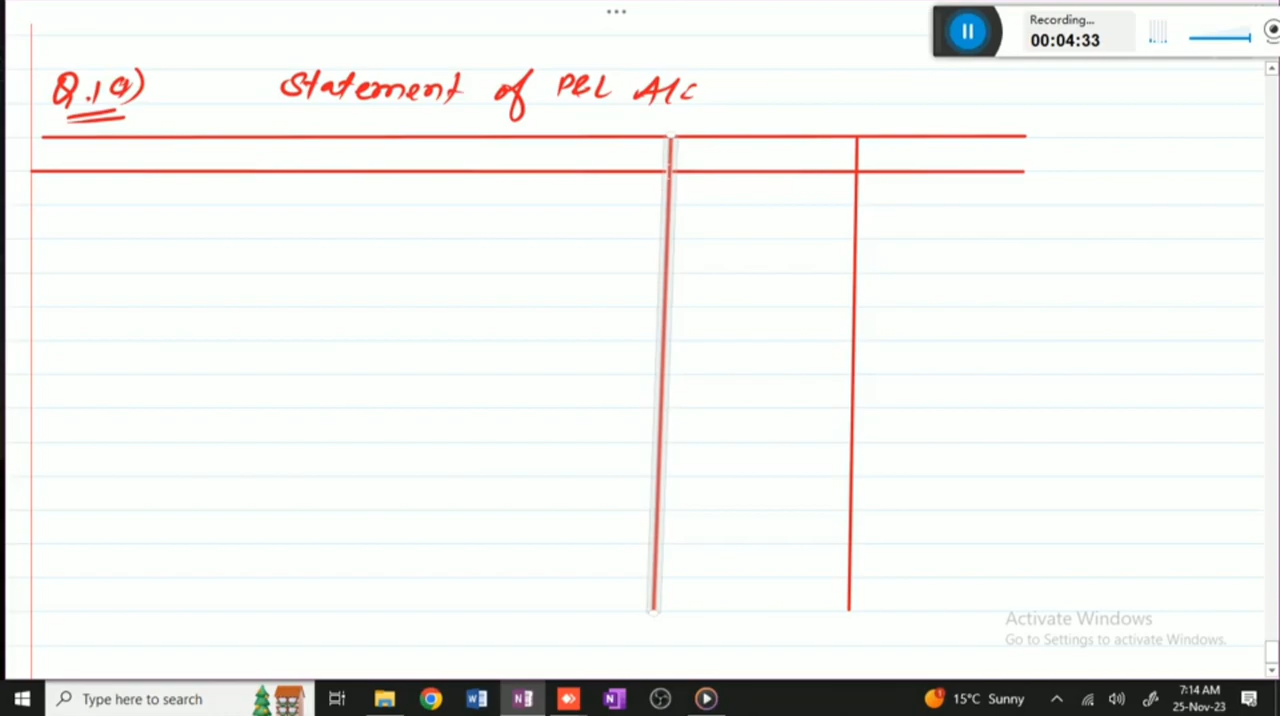 Recording...
00:04:33
Q.1 a) Statement of P&L A/c
Activate Windows
Go to Settings to activate Windows.
Type here to search
15°C Sunny
7:14 AM
25-Nov-23